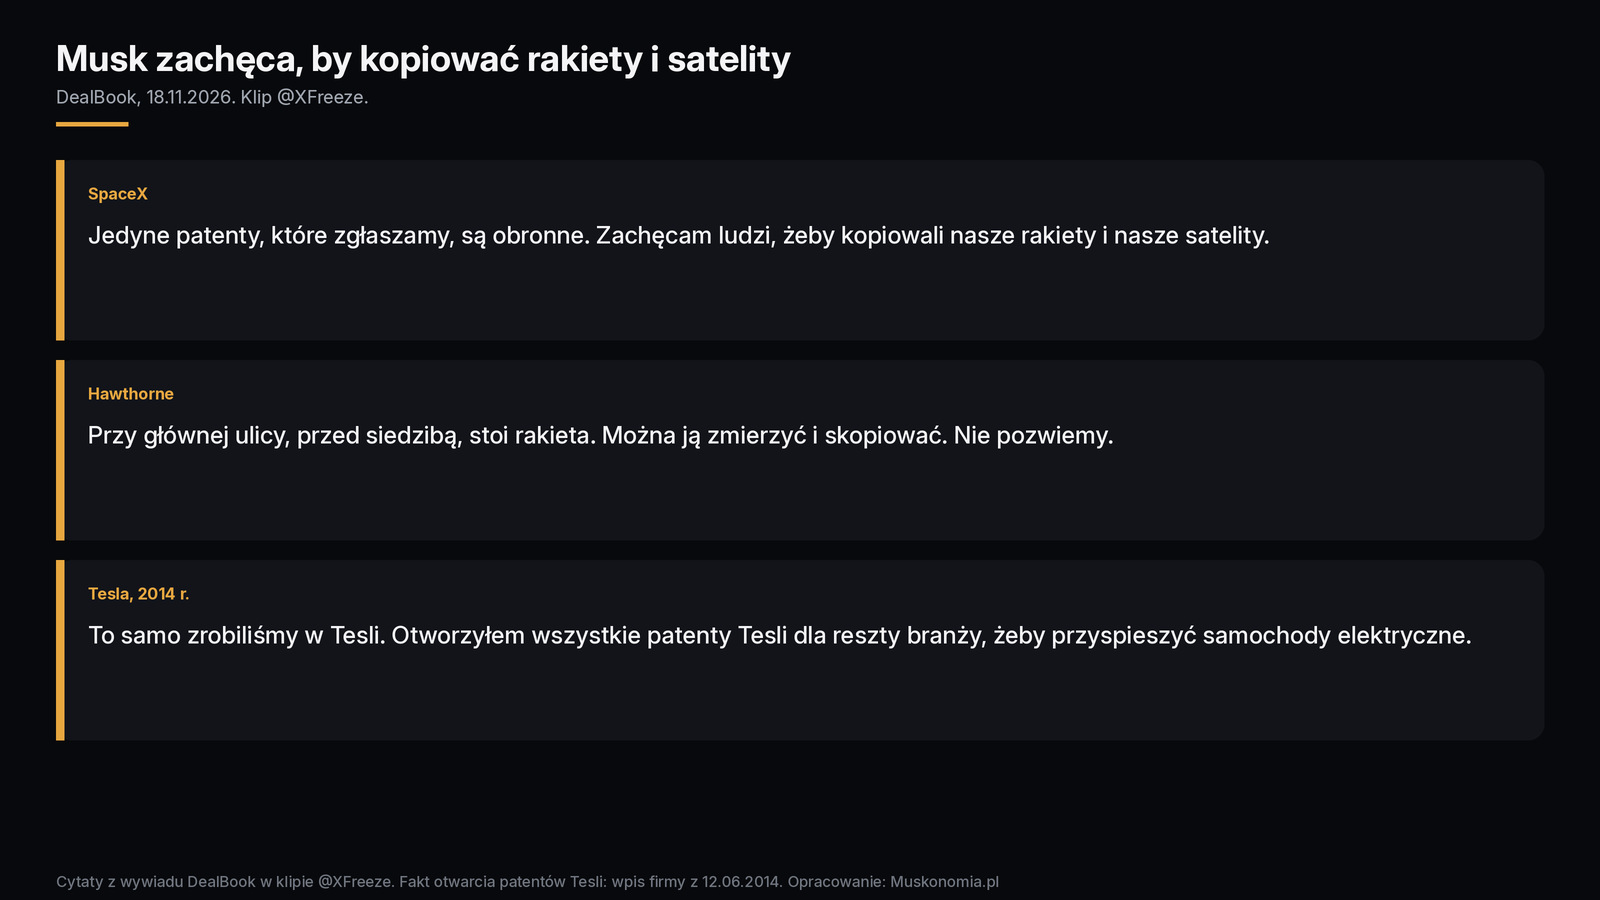 Musk zachęca, by kopiować rakiety i satelity
DealBook, 18.11.2026. Klip @XFreeze.
SpaceX
Jedyne patenty, które zgłaszamy, są obronne. Zachęcam ludzi, żeby kopiowali nasze rakiety i nasze satelity.
Hawthorne
Przy głównej ulicy, przed siedzibą, stoi rakieta. Można ją zmierzyć i skopiować. Nie pozwiemy.
Tesla, 2014 r.
To samo zrobiliśmy w Tesli. Otworzyłem wszystkie patenty Tesli dla reszty branży, żeby przyspieszyć samochody elektryczne.
Cytaty z wywiadu DealBook w klipie @XFreeze. Fakt otwarcia patentów Tesli: wpis firmy z 12.06.2014. Opracowanie: Muskonomia.pl